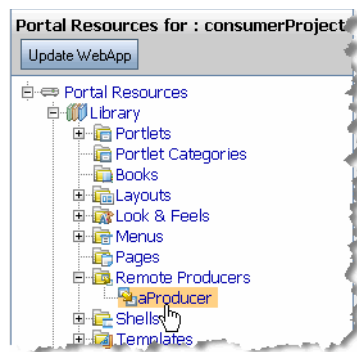 Portal Resources for : consumerProject
Update WebApp
Portal Resources
Library
Portlets
Portlet Categories
Books
Layouts
Look & Feels
Menus
Pages
Remote Producers
aProducer
Shells
Templates